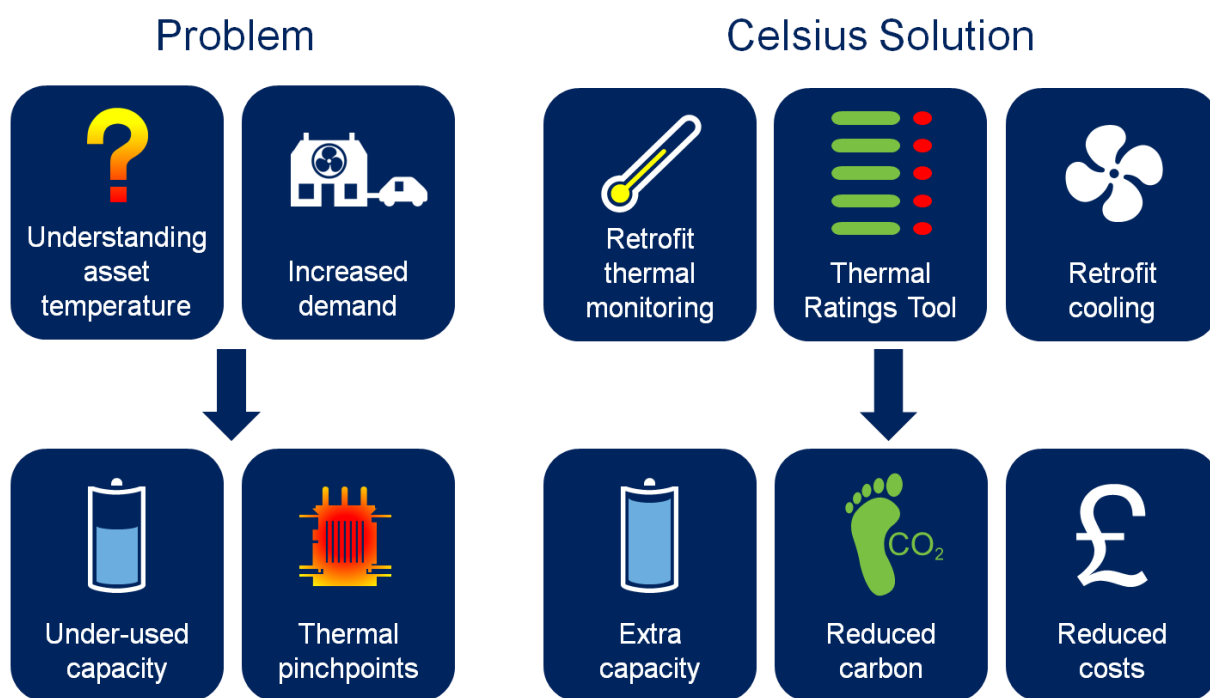 Problem
Celsius Solution
?
Understanding
asset
temperature
Increased
demand
Retrofit
thermal
monitoring
Thermal
Ratings Tool
Retrofit
cooling
Under-used
capacity
Thermal
pinchpoints
Extra
capacity
CO₂
Reduced
carbon
£
Reduced
costs